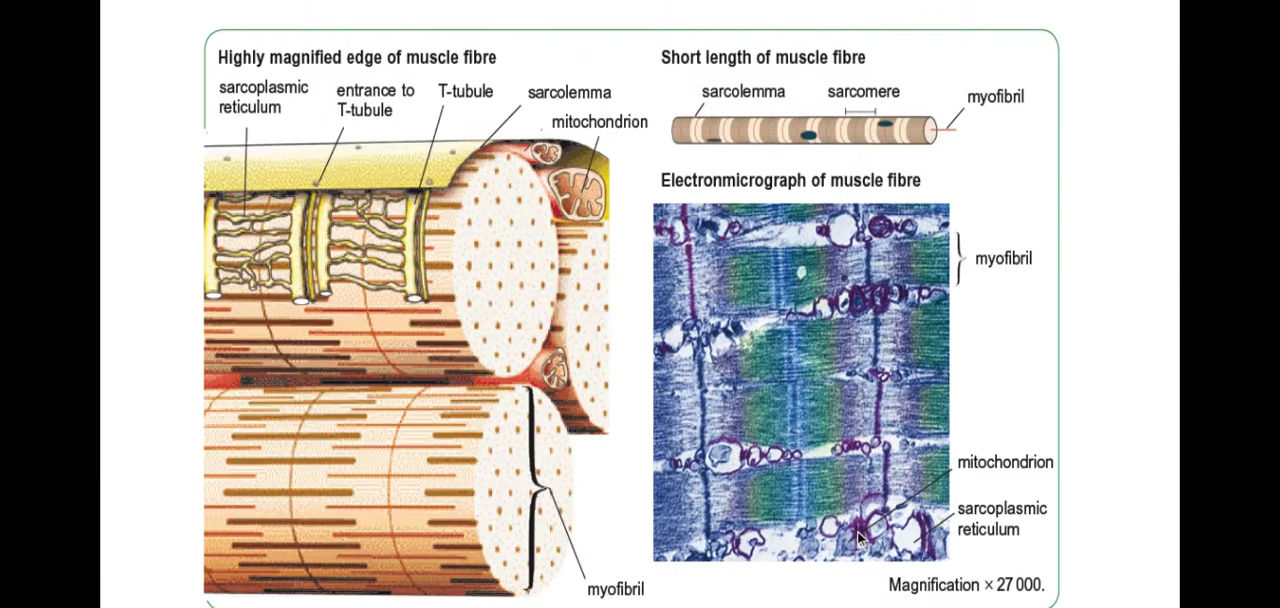 Highly magnified edge of muscle fibre
sarcoplasmic
reticulum
entrance to
T-tubule
T-tubule
sarcolemma
mitochondrion
myofibril
Short length of muscle fibre
sarcolemma
sarcomere
myofibril
Electronmicrograph of muscle fibre
myofibril
mitochondrion
sarcoplasmic
reticulum
Magnification × 27 000.